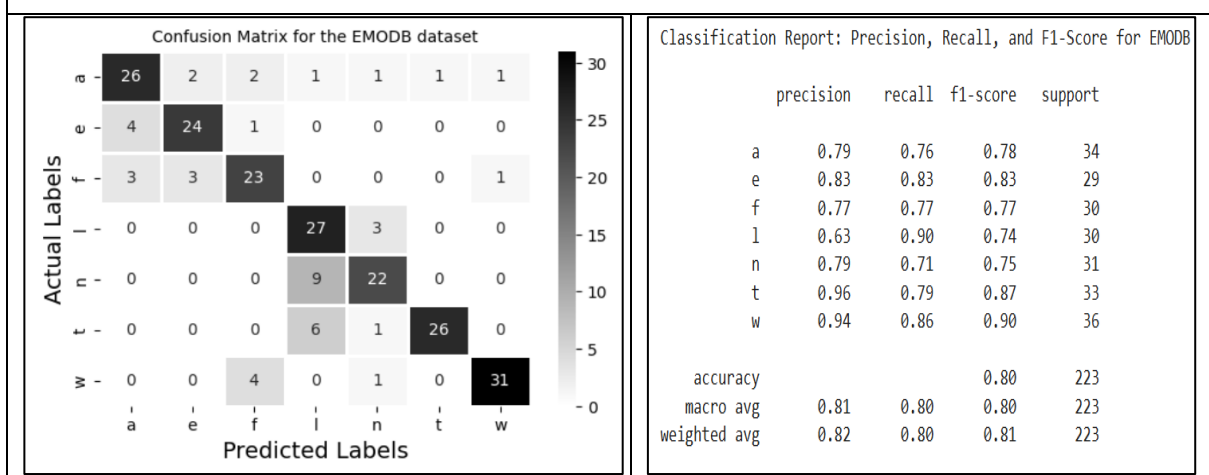 Confusion Matrix for the EMODB dataset
a 26 2 2 1 1 1 1
e 4 24 1 0 0 0 0
f 3 3 23 0 0 0 1
l 0 0 0 27 3 0 0
n 0 0 0 9 22 0 0
t 0 0 0 6 1 26 0
w 0 0 4 0 1 0 31
a e f l n t w
Actual Labels
Predicted Labels
30
25
20
15
10
5
0
Classification Report: Precision, Recall, and F1-Score for EMODB
precision recall f1-score support
a 0.79 0.76 0.78 34
e 0.83 0.83 0.83 29
f 0.77 0.77 0.77 30
l 0.63 0.90 0.74 30
n 0.79 0.71 0.75 31
t 0.96 0.79 0.87 33
w 0.94 0.86 0.90 36
accuracy 0.80 223
macro avg 0.81 0.80 0.80 223
weighted avg 0.82 0.80 0.81 223